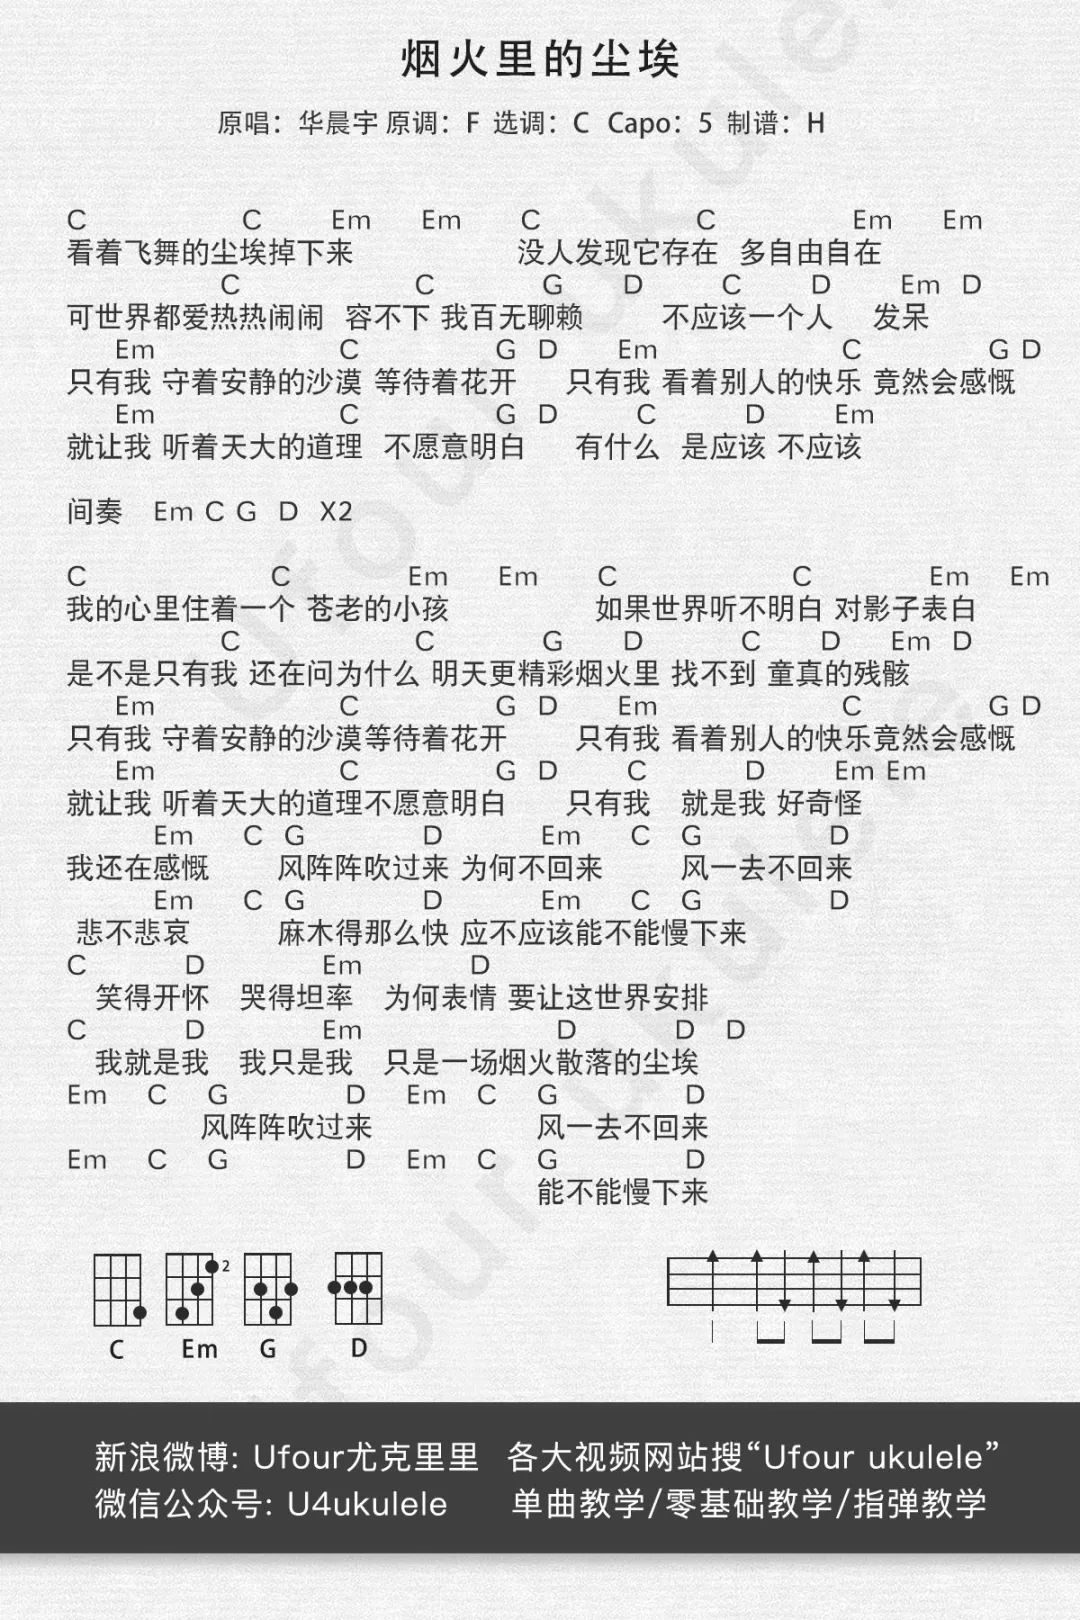 烟火里的尘埃
原唱：华晨宇 原调：F 选调：C Capo：5 制谱：H
C C Em Em C C Em Em
看着飞舞的尘埃掉下来 没人发现它存在 多自由自在
C C G D C D Em D
可世界都爱热热闹闹 容不下 我百无聊赖 不应该一个人 发呆
Em C G D Em C G D
只有我 守着安静的沙漠 等待着花开 只有我 看着别人的快乐 竟然会感慨
Em C G D C D Em
就让我 听着天大的道理 不愿意明白 有什么 是应该 不应该
间奏 Em C G D X2
C C Em Em C C Em Em
我的心里住着一个 苍老的小孩 如果世界听不明白 对影子表白
C C G D C D Em D
是不是只有我 还在问为什么 明天更精彩烟火里 找不到 童真的残骸
Em C G D Em C G D
只有我 守着安静的沙漠等待着花开 只有我 看着别人的快乐竟然会感慨
Em C G D C D Em Em
就让我 听着天大的道理不愿意明白 只有我 就是我 好奇怪
Em C G D Em C G D
我还在感慨 风阵阵吹过来 为何不回来 风一去不回来
Em C G D Em C G D
悲不悲哀 麻木得那么快 应不应该能不能慢下来
C D Em D
笑得开怀 哭得坦率 为何表情 要让这世界安排
C D Em D D D
我就是我 我只是我 只是一场烟火散落的尘埃
Em C G D Em C G D
风阵阵吹过来 风一去不回来
Em C G D Em C G D
能不能慢下来
2
C Em G D
新浪微博: Ufour尤克里里 各大视频网站搜“Ufour ukulele”
微信公众号: U4ukulele 单曲教学/零基础教学/指弹教学
Ufour ukulele
Ufour ukulele